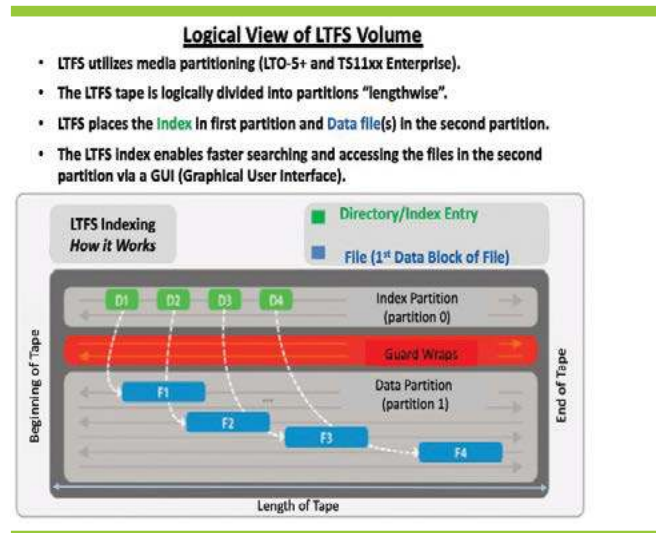 Logical View of LTFS Volume
• LTFS utilizes media partitioning (LTO-5+ and TS11xx Enterprise).
• The LTFS tape is logically divided into partitions “lengthwise”.
• LTFS places the Index in first partition and Data file(s) in the second partition.
• The LTFS index enables faster searching and accessing the files in the second
partition via a GUI (Graphical User Interface).
LTFS Indexing
How it Works
Directory/Index Entry
File (1st Data Block of File)
D1 D2 D3 D4
Index Partition
(partition 0)
Guard Wraps
Data Partition
(partition 1)
F1
...
F2
F3
F4
Beginning of Tape
End of Tape
Length of Tape